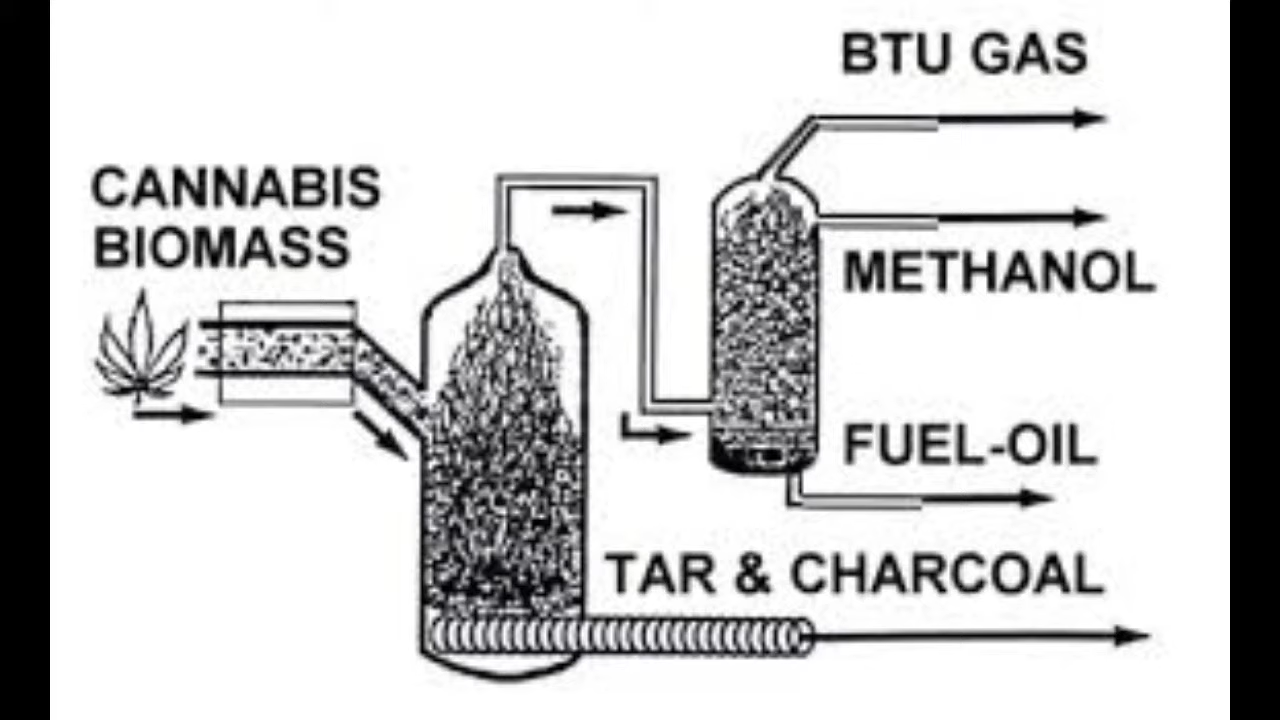 BTU GAS
CANNABIS
BIOMASS
METHANOL
FUEL-OIL
TAR & CHARCOAL